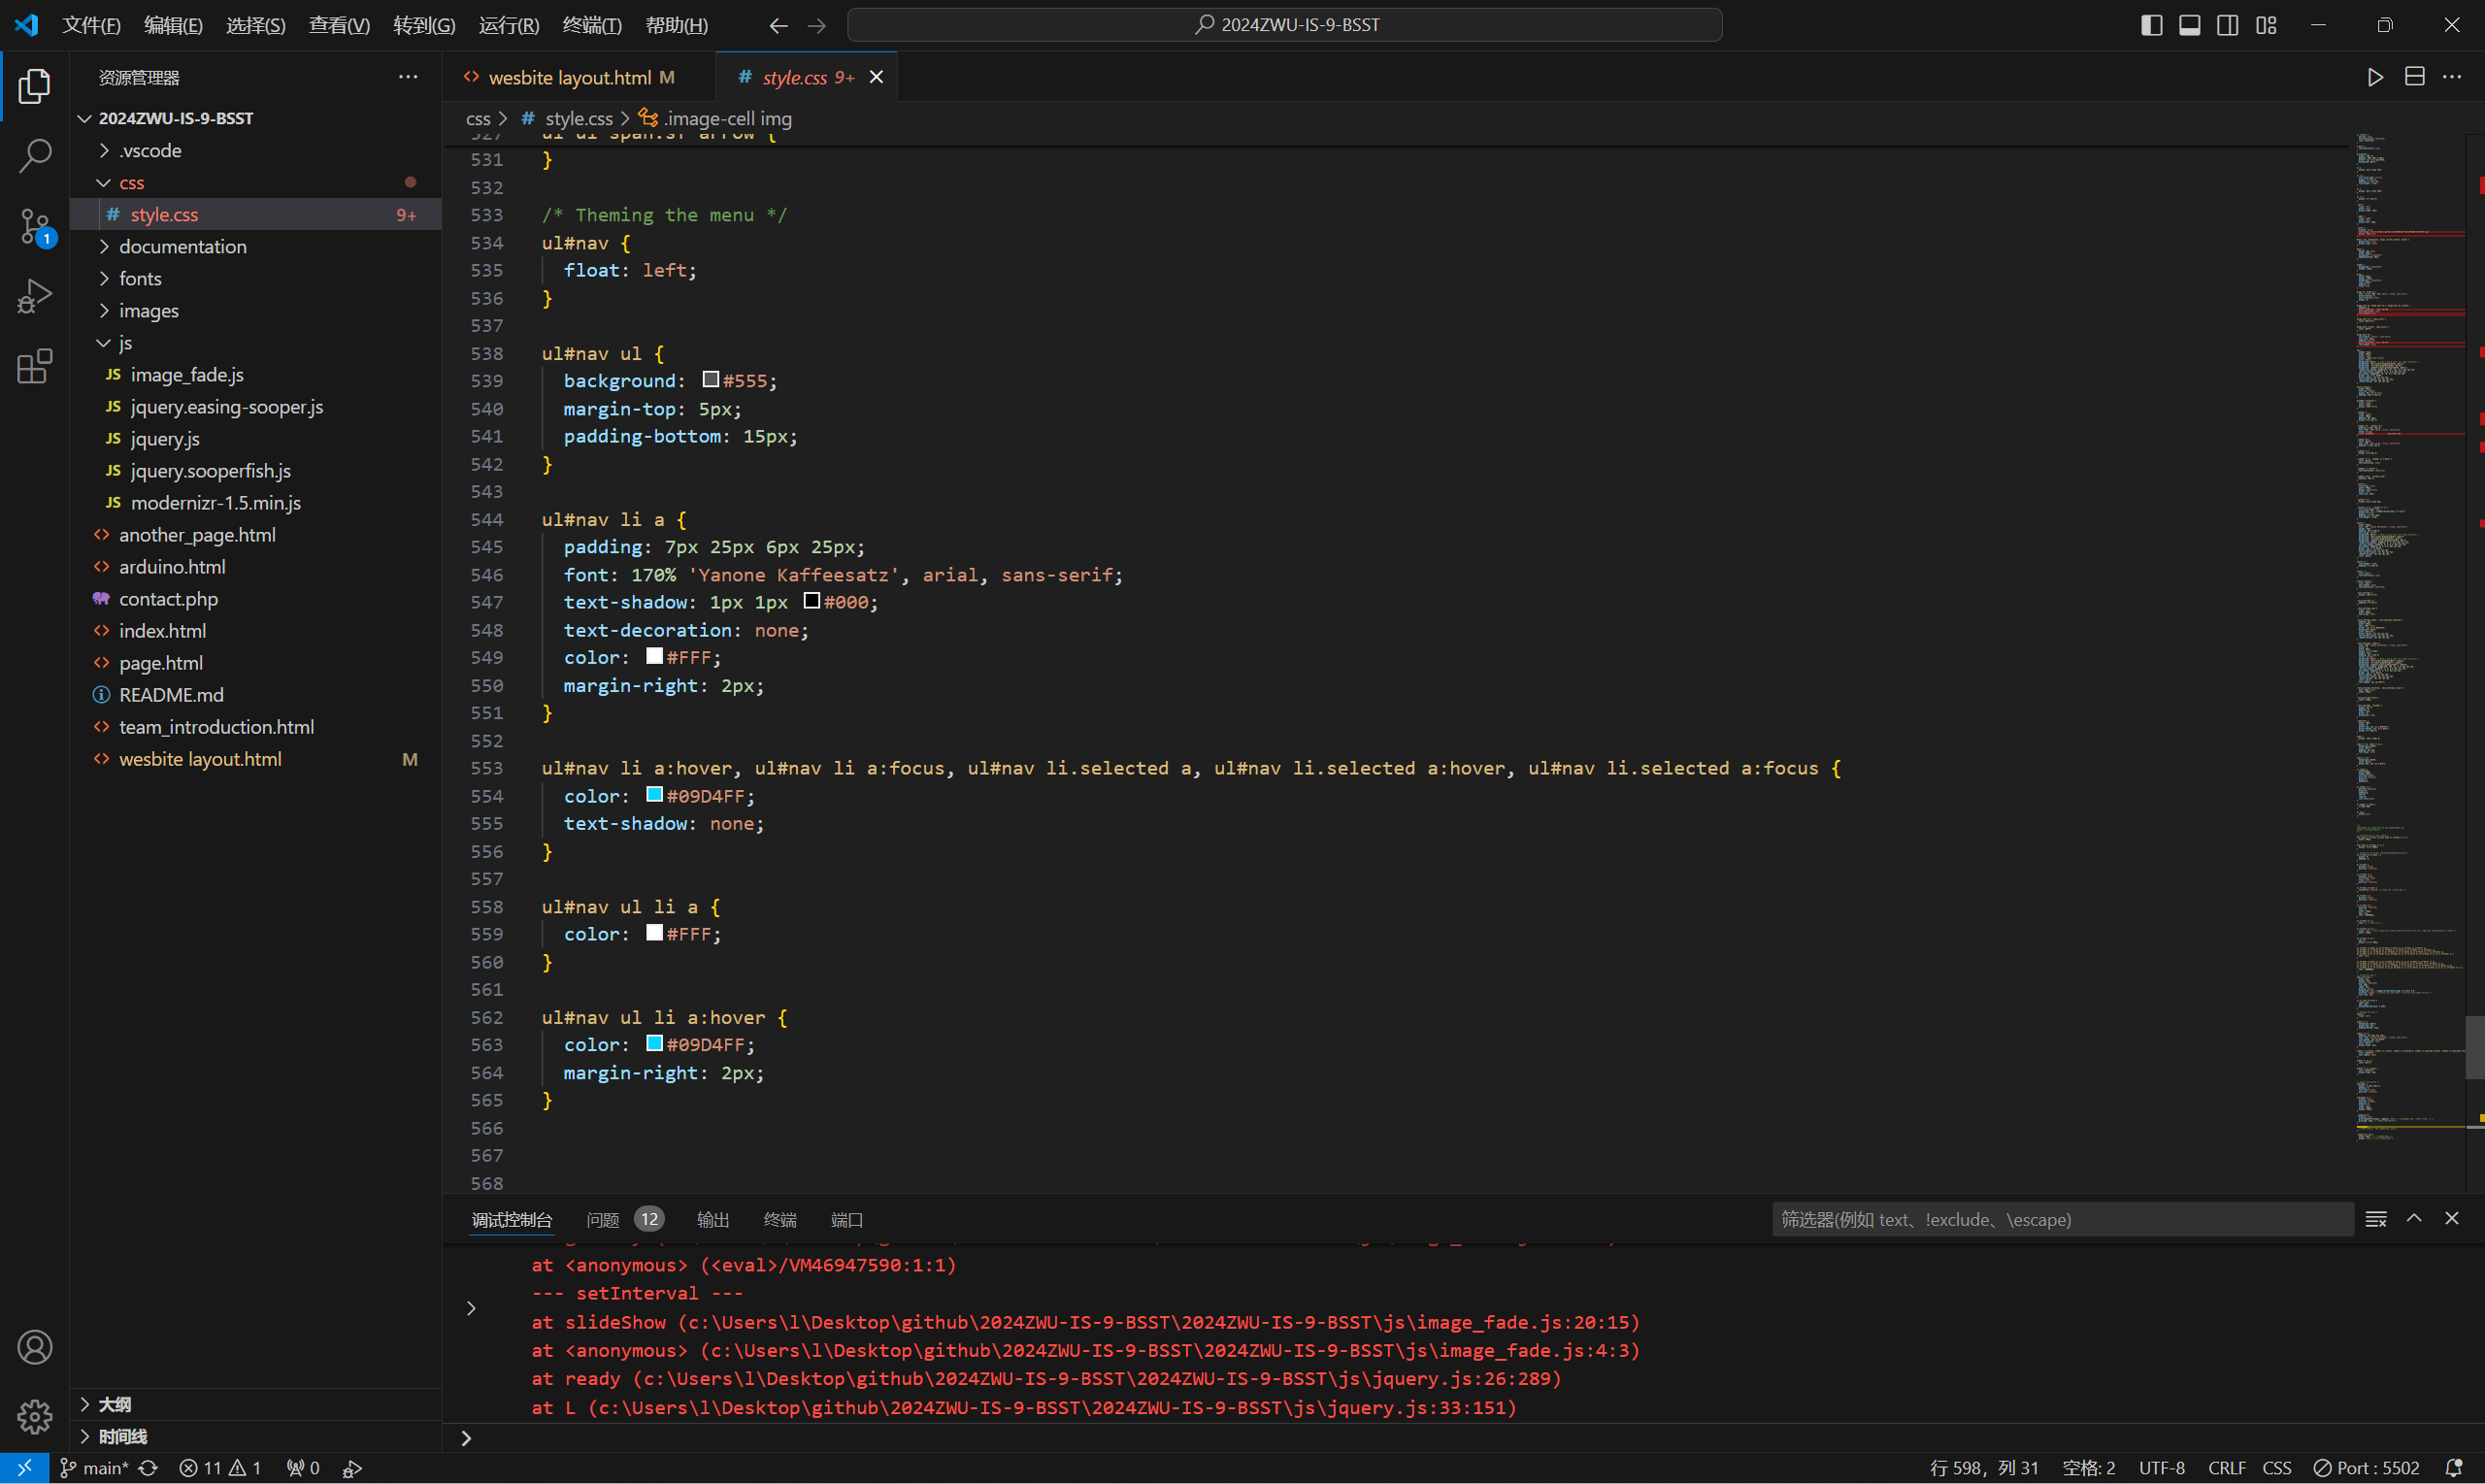 文件(F) 编辑(E) 选择(S) 查看(V) 转到(G) 运行(R) 终端(T) 帮助(H) 2024ZWU-IS-9-BSST
资源管理器
2024ZWU-IS-9-BSST
.vscode
css
# style.css 9+
documentation
fonts
images
js
JS image_fade.js
JS jquery.easing-sooper.js
JS jquery.js
JS jquery.sooperfish.js
JS modernizr-1.5.min.js
another_page.html
arduino.html
contact.php
index.html
page.html
README.md
team_introduction.html
wesbite layout.html M
大纲
时间线
wesbite layout.html M # style.css 9+
css > # style.css > .image-cell img
527 ul ul span.sf-arrow {
531 }
532
533 /* Theming the menu */
534 ul#nav {
535 float: left;
536 }
537
538 ul#nav ul {
539 background: #555;
540 margin-top: 5px;
541 padding-bottom: 15px;
542 }
543
544 ul#nav li a {
545 padding: 7px 25px 6px 25px;
546 font: 170% 'Yanone Kaffeesatz', arial, sans-serif;
547 text-shadow: 1px 1px #000;
548 text-decoration: none;
549 color: #FFF;
550 margin-right: 2px;
551 }
552
553 ul#nav li a:hover, ul#nav li a:focus, ul#nav li.selected a, ul#nav li.selected a:hover, ul#nav li.selected a:focus {
554 color: #09D4FF;
555 text-shadow: none;
556 }
557
558 ul#nav ul li a {
559 color: #FFF;
560 }
561
562 ul#nav ul li a:hover {
563 color: #09D4FF;
564 margin-right: 2px;
565 }
566
567
568
调试控制台 问题 12 输出 终端 端口 筛选器(例如 text、!exclude、\escape)
at <anonymous> (<eval>/VM46947590:1:1)
--- setInterval ---
at slideShow (c:\Users\l\Desktop\github\2024ZWU-IS-9-BSST\2024ZWU-IS-9-BSST\js\image_fade.js:20:15)
at <anonymous> (c:\Users\l\Desktop\github\2024ZWU-IS-9-BSST\2024ZWU-IS-9-BSST\js\image_fade.js:4:3)
at ready (c:\Users\l\Desktop\github\2024ZWU-IS-9-BSST\2024ZWU-IS-9-BSST\js\jquery.js:26:289)
at L (c:\Users\l\Desktop\github\2024ZWU-IS-9-BSST\2024ZWU-IS-9-BSST\js\jquery.js:33:151)
1
main* 11 1 0 行 598，列 31 空格: 2 UTF-8 CRLF CSS Port : 5502